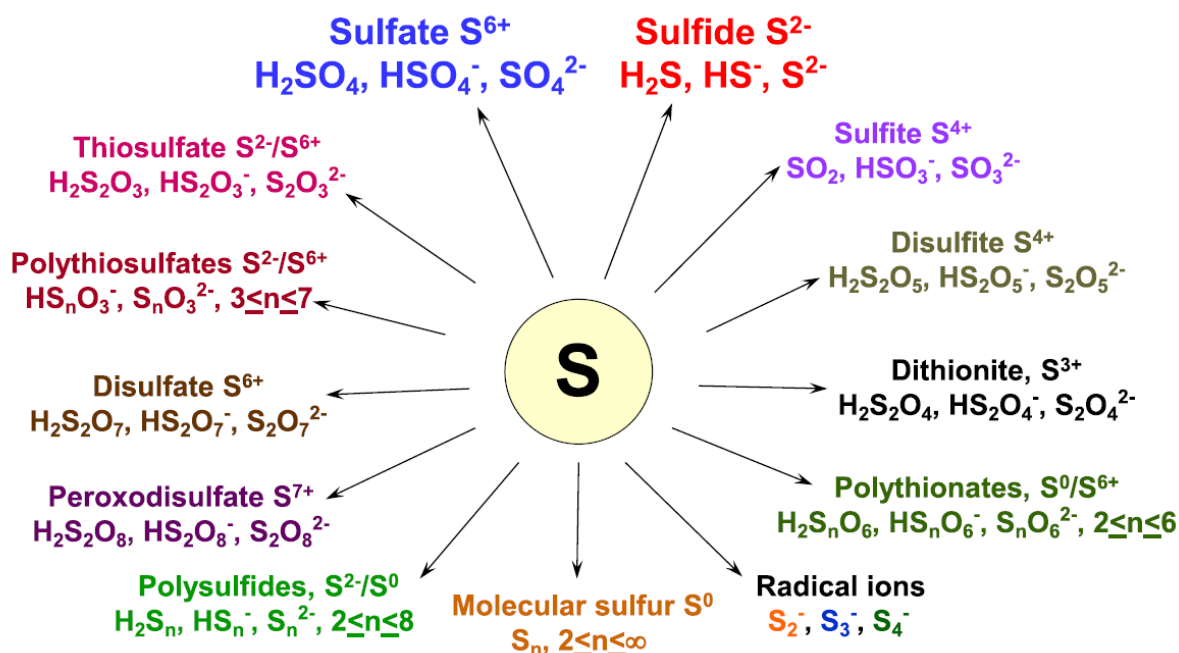 Sulfate S⁶⁺
H₂SO₄, HSO₄⁻, SO₄²⁻
Sulfide S²⁻
H₂S, HS⁻, S²⁻
Thiosulfate S²⁻/S⁶⁺
H₂S₂O₃, HS₂O₃⁻, S₂O₃²⁻
Sulfite S⁴⁺
SO₂, HSO₃⁻, SO₃²⁻
Polythiosulfates S²⁻/S⁶⁺
HSₙO₃⁻, SₙO₃²⁻, 3≤n≤7
Disulfite S⁴⁺
H₂S₂O₅, HS₂O₅⁻, S₂O₅²⁻
S
Disulfate S⁶⁺
H₂S₂O₇, HS₂O₇⁻, S₂O₇²⁻
Dithionite, S³⁺
H₂S₂O₄, HS₂O₄⁻, S₂O₄²⁻
Peroxodisulfate S⁷⁺
H₂S₂O₈, HS₂O₈⁻, S₂O₈²⁻
Polythionates, S⁰/S⁶⁺
H₂SₙO₆, HSₙO₆⁻, SₙO₆²⁻, 2≤n≤6
Polysulfides, S²⁻/S⁰
H₂Sₙ, HSₙ⁻, Sₙ²⁻, 2≤n≤8
Molecular sulfur S⁰
Sₙ, 2≤n≤∞
Radical ions
S₂⁻, S₃⁻, S₄⁻